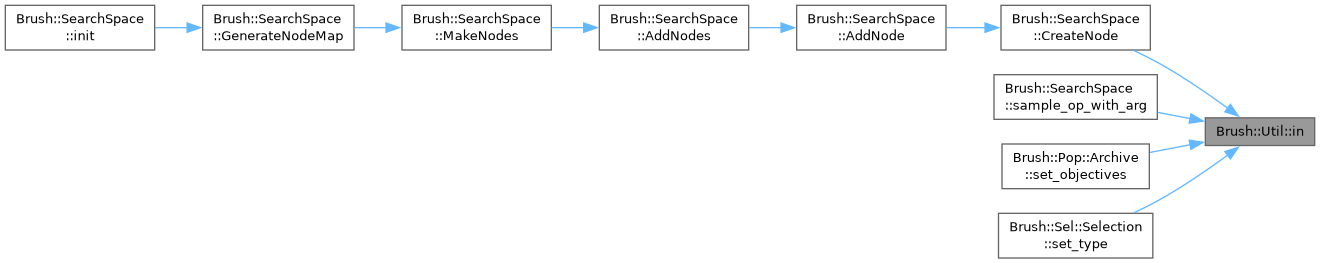 Brush::SearchSpace
::init
Brush::SearchSpace
::GenerateNodeMap
Brush::SearchSpace
::MakeNodes
Brush::SearchSpace
::AddNodes
Brush::SearchSpace
::AddNode
Brush::SearchSpace
::CreateNode
Brush::SearchSpace
::sample_op_with_arg
Brush::Util::in
Brush::Pop::Archive
::set_objectives
Brush::Sel::Selection
::set_type